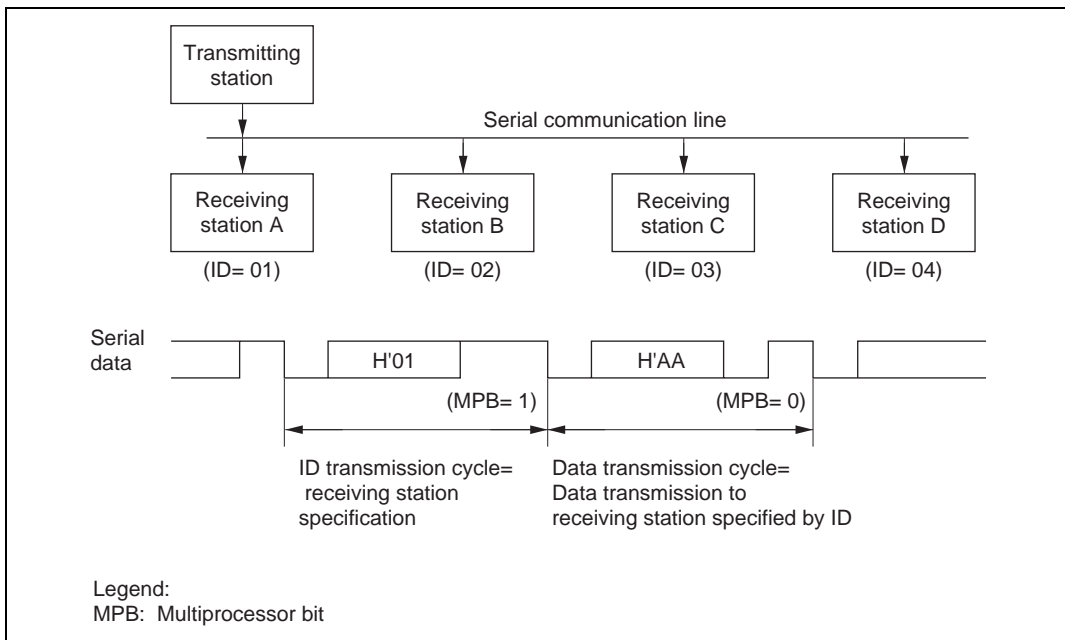 Transmitting
station
Serial communication line
Receiving
station A
Receiving
station B
Receiving
station C
Receiving
station D
(ID= 01)
(ID= 02)
(ID= 03)
(ID= 04)
Serial
data
H'01
H'AA
(MPB= 1)
(MPB= 0)
ID transmission cycle=
receiving station
specification
Data transmission cycle=
Data transmission to
receiving station specified by ID
Legend:
MPB: Multiprocessor bit